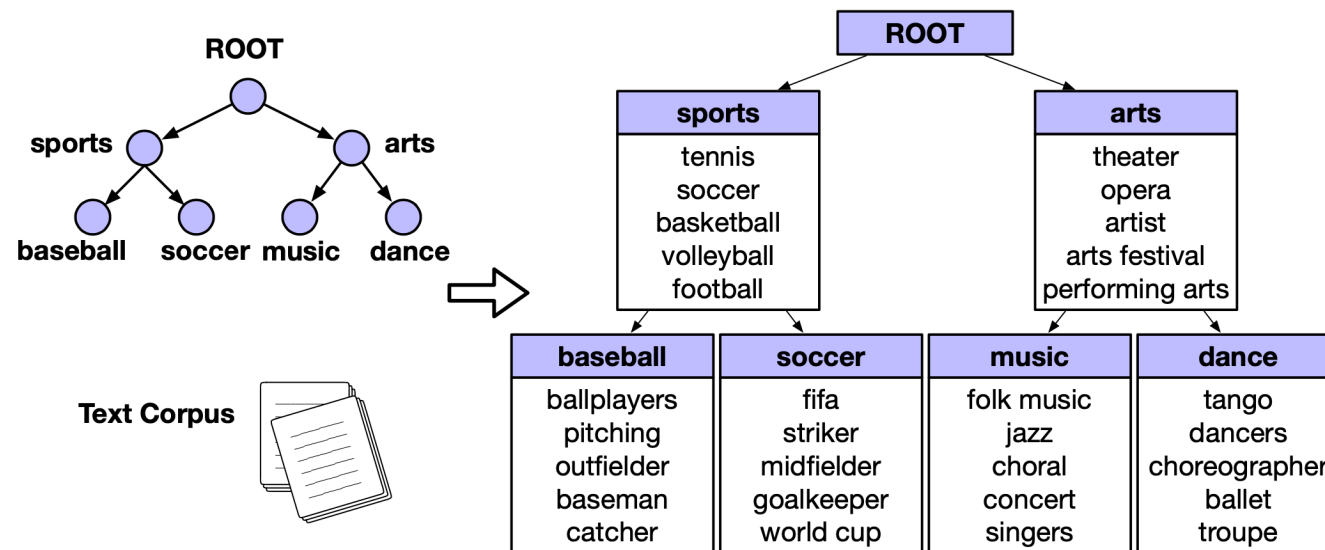 ROOT
sports
arts
baseball
soccer
music
dance
Text Corpus
ROOT
sports
tennis
soccer
basketball
volleyball
football
arts
theater
opera
artist
arts festival
performing arts
baseball
ballplayers
pitching
outfielder
baseman
catcher
soccer
fifa
striker
midfielder
goalkeeper
world cup
music
folk music
jazz
choral
concert
singers
dance
tango
dancers
choreographer
ballet
troupe